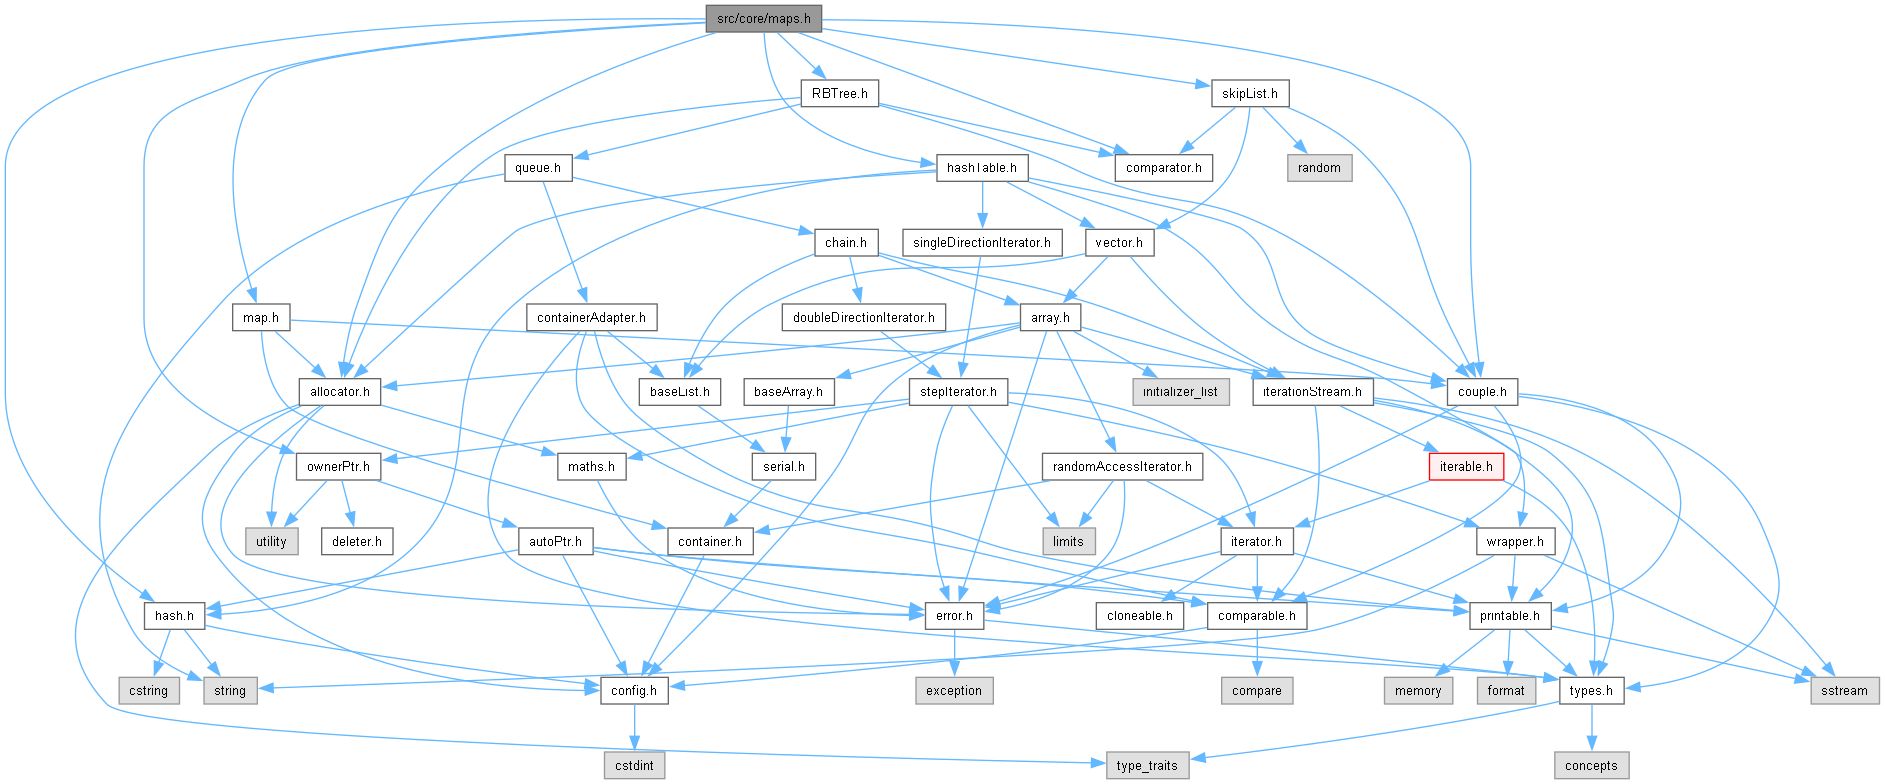 src/core/maps.h
RBTree.h
skipList.h
queue.h
hashTable.h
comparator.h
random
chain.h
singleDirectionIterator.h
vector.h
map.h
containerAdapter.h
doubleDirectionIterator.h
array.h
allocator.h
baseList.h
baseArray.h
stepIterator.h
initializer_list
iterationStream.h
couple.h
ownerPtr.h
maths.h
serial.h
randomAccessIterator.h
iterable.h
utility
deleter.h
autoPtr.h
container.h
limits
iterator.h
wrapper.h
hash.h
error.h
cloneable.h
comparable.h
printable.h
cstring
string
config.h
exception
compare
memory
format
types.h
sstream
cstdint
type_traits
concepts